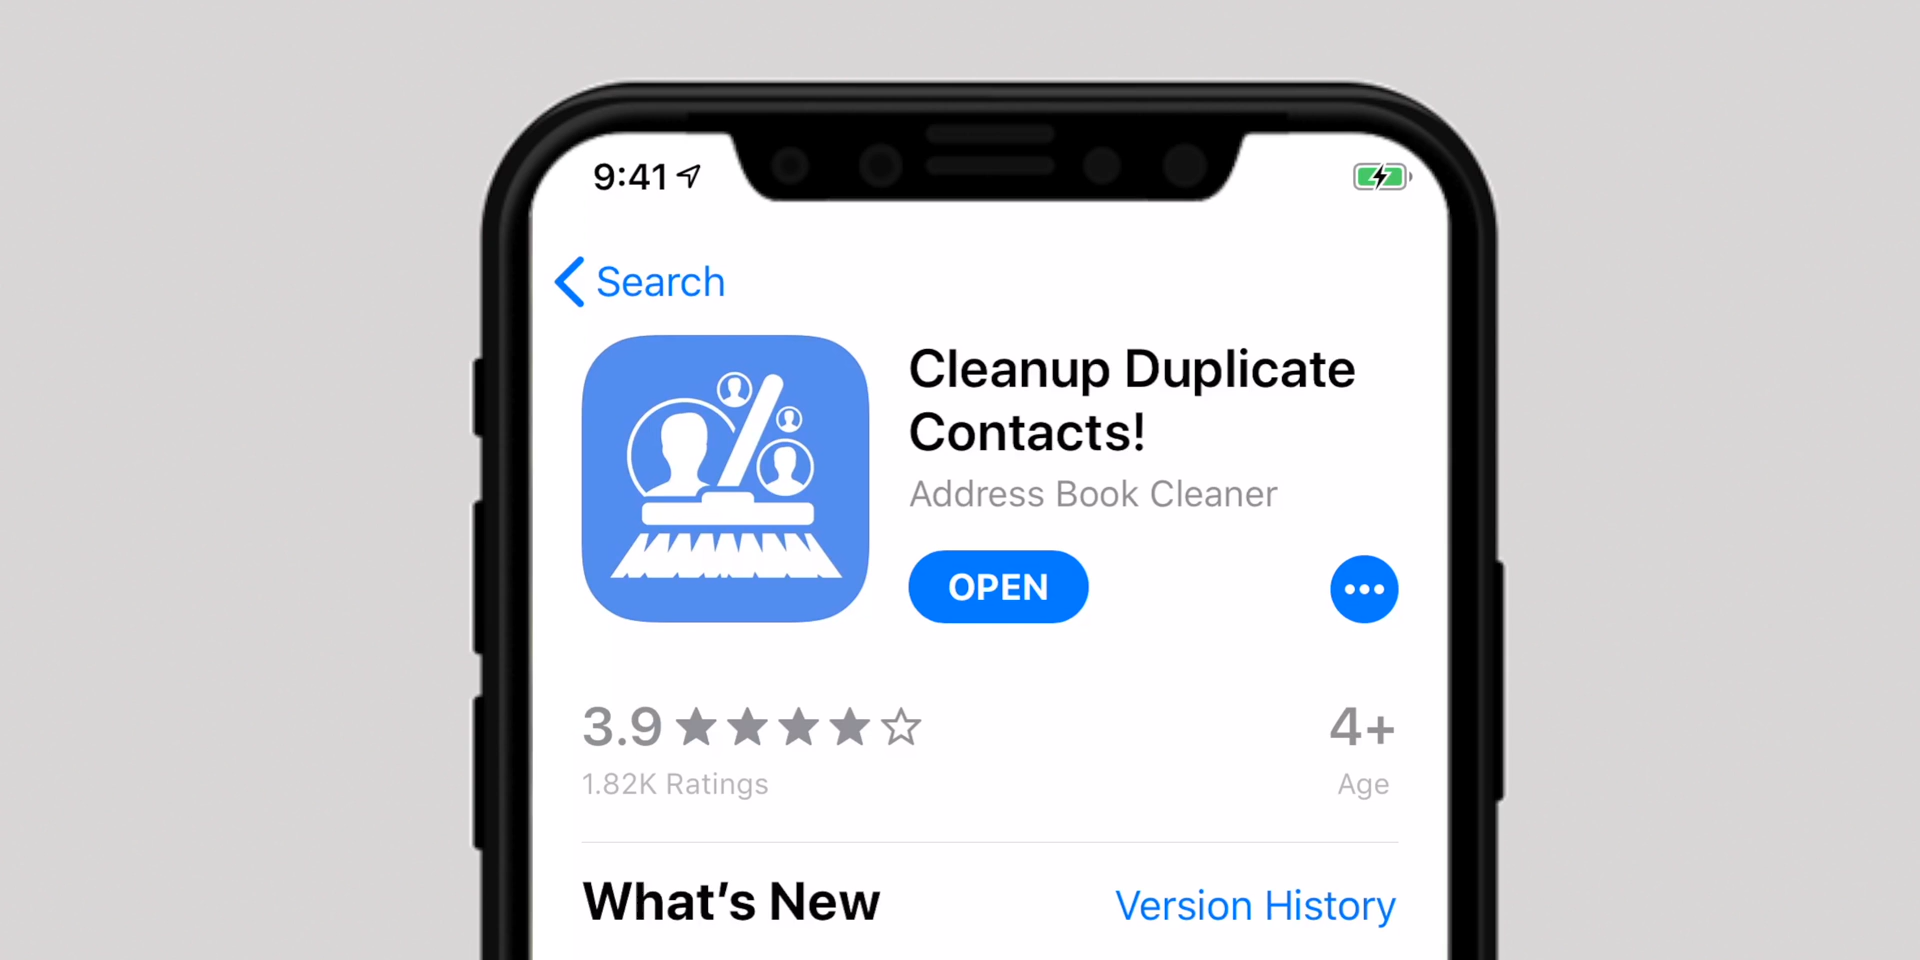 9:41
Search
Cleanup Duplicate
Contacts!
Address Book Cleaner
OPEN
3.9
4+
1.82K Ratings
Age
What’s New
Version History